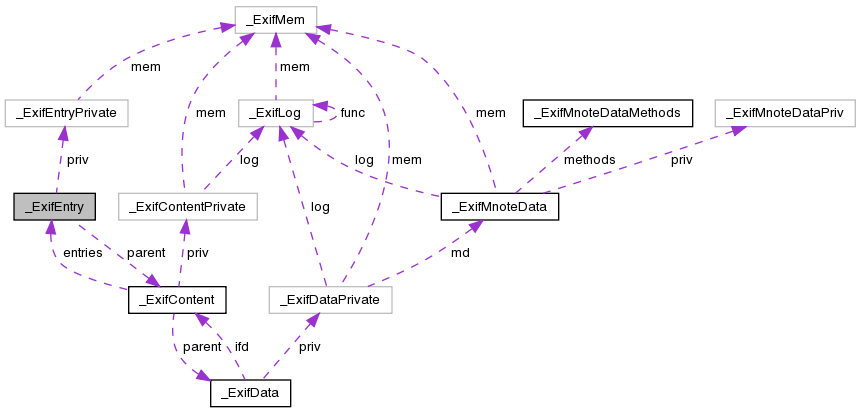 _ExifMem
mem
_ExifEntryPrivate
_ExifLog
func
_ExifMnoteDataMethods
_ExifMnoteDataPriv
mem
mem
mem
mem
priv
log
log
methods
priv
_ExifEntry
_ExifContentPrivate
log
_ExifMnoteData
entries
parent
priv
md
_ExifContent
_ExifDataPrivate
parent
ifd
priv
_ExifData